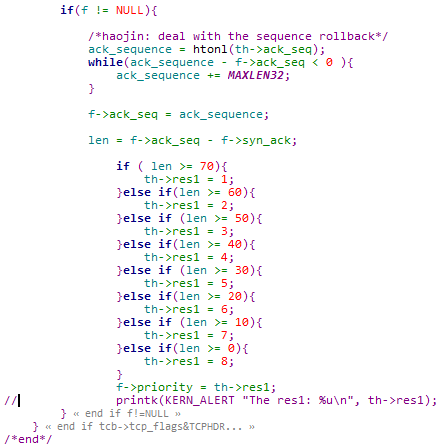 if(f != NULL){
/*haojin: deal with the sequence rollback*/
ack_sequence = htonl(th->ack_seq);
while(ack_sequence - f->ack_seq < 0 ){
ack_sequence += MAXLEN32;
}
f->ack_seq = ack_sequence;
len = f->ack_seq - f->syn_ack;
if ( len >= 70){
th->res1 = 1;
}else if(len >= 60){
th->res1 = 2;
}else if (len >= 50){
th->res1 = 3;
}else if(len >= 40){
th->res1 = 4;
}else if (len >= 30){
th->res1 = 5;
}else if(len >= 20){
th->res1 = 6;
}else if (len >= 10){
th->res1 = 7;
}else if(len >= 0){
th->res1 = 8;
}
f->priority = th->res1;
// printk(KERN_ALERT "The res1: %u\n", th->res1);
} « end if f!=NULL »
} « end if tcb->tcp_flags&TCPHDR... »
/*end*/